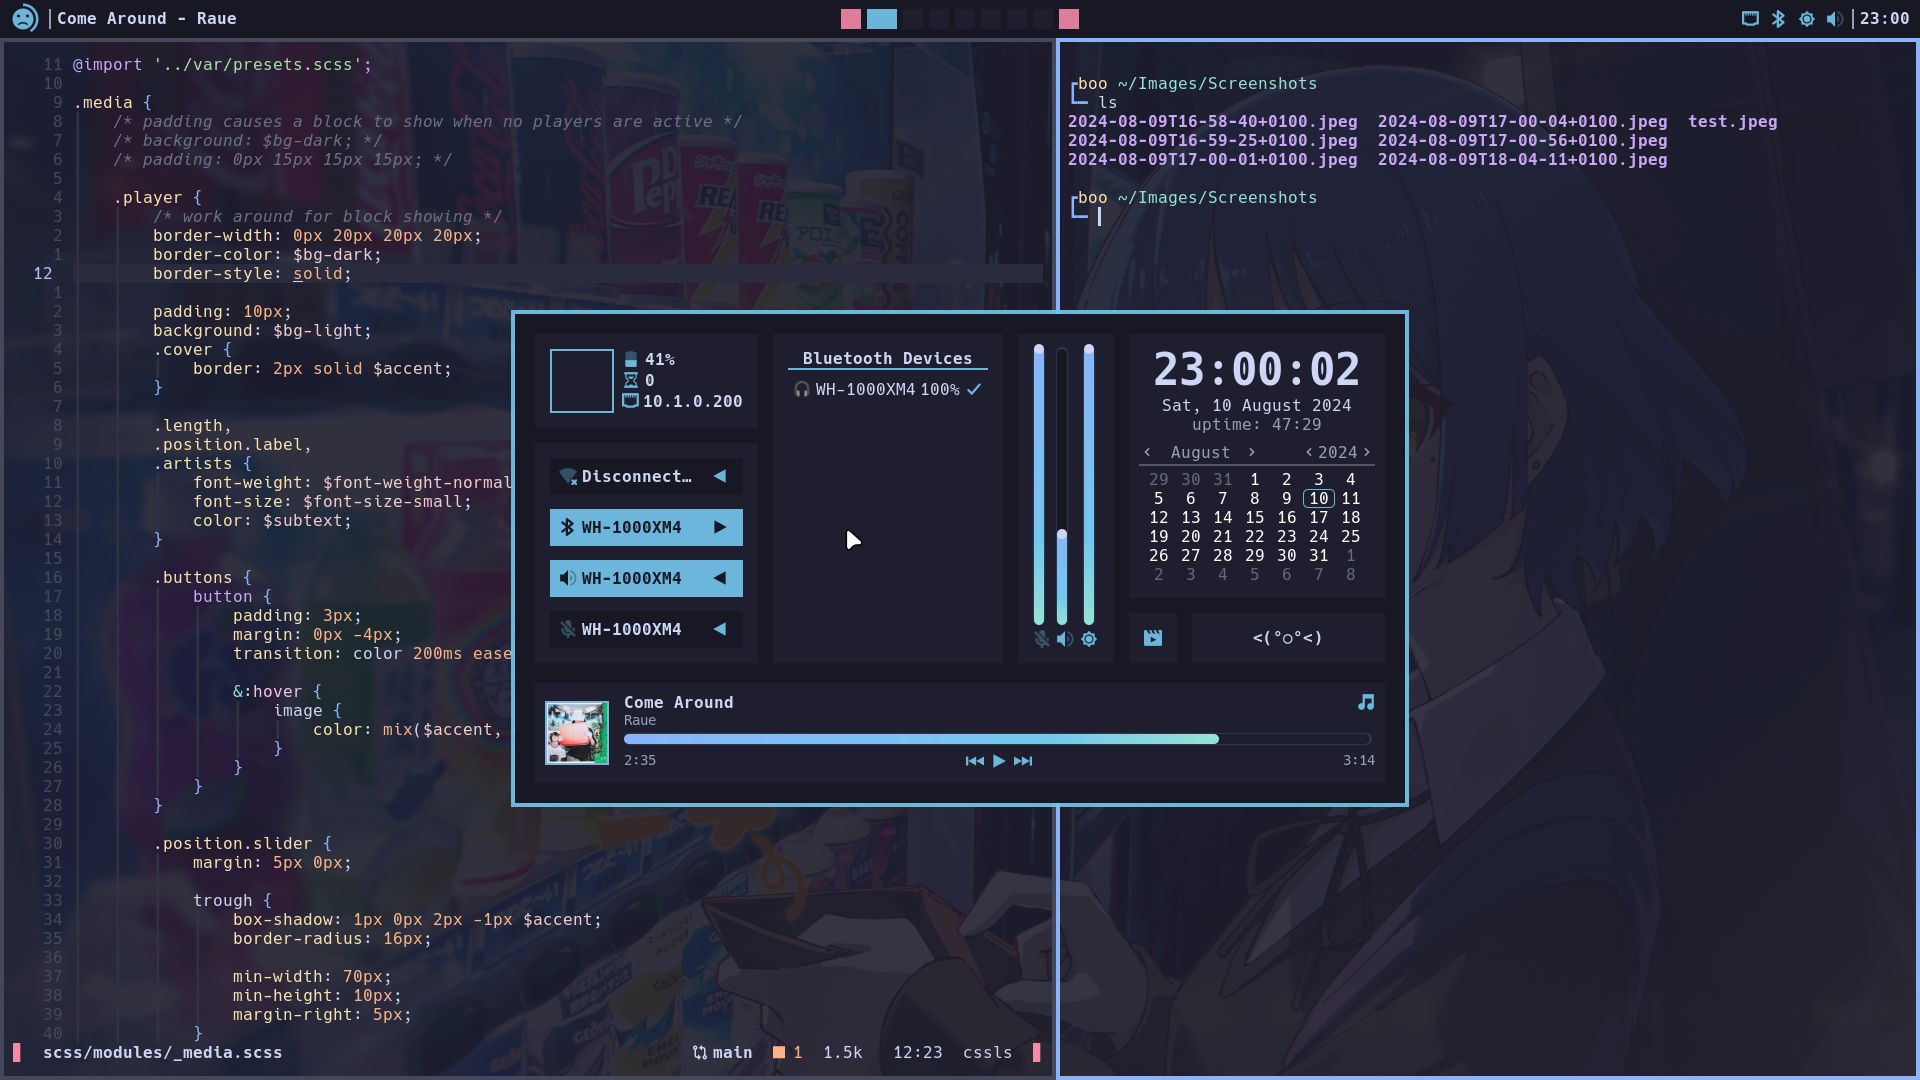 Come Around - Raue
23:00
11 @import '../var/presets.scss';
10
9 .media {
8 /* padding causes a block to show when no players are active */
7 /* background: $bg-dark; */
6 /* padding: 0px 15px 15px 15px; */
5
4 .player {
3 /* work around for block showing */
2 border-width: 0px 20px 20px 20px;
1 border-color: $bg-dark;
12 border-style: solid;
1
2 padding: 10px;
3 background: $bg-light;
4 .cover {
5 border: 2px solid $accent;
6 }
7
8 .length,
9 .position.label,
10 .artists {
11 font-weight: $font-weight-normal
12 font-size: $font-size-small;
13 color: $subtext;
14 }
15
16 .buttons {
17 button {
18 padding: 3px;
19 margin: 0px -4px;
20 transition: color 200ms ease
21
22 &:hover {
23 image {
24 color: mix($accent,
25 }
26 }
27 }
28 }
29
30 .position.slider {
31 margin: 5px 0px;
32
33 trough {
34 box-shadow: 1px 0px 2px -1px $accent;
35 border-radius: 16px;
36
37 min-width: 70px;
38 min-height: 10px;
39 margin-right: 5px;
40 }
scss/modules/_media.scss
main 1 1.5k 12:23 cssls
boo ~/Images/Screenshots
ls
2024-08-09T16-58-40+0100.jpeg 2024-08-09T17-00-04+0100.jpeg test.jpeg
2024-08-09T16-59-25+0100.jpeg 2024-08-09T17-00-56+0100.jpeg
2024-08-09T17-00-01+0100.jpeg 2024-08-09T18-04-11+0100.jpeg
boo ~/Images/Screenshots
41%
0
10.1.0.200
Disconnect…
WH-1000XM4
WH-1000XM4
WH-1000XM4
Bluetooth Devices
WH-1000XM4 100%
23:00:02
Sat, 10 August 2024
uptime: 47:29
‹ August › ‹ 2024 ›
29 30 31 1 2 3 4
5 6 7 8 9 10 11
12 13 14 15 16 17 18
19 20 21 22 23 24 25
26 27 28 29 30 31 1
2 3 4 5 6 7 8
<(°○°<)
Come Around
Raue
2:35
3:14